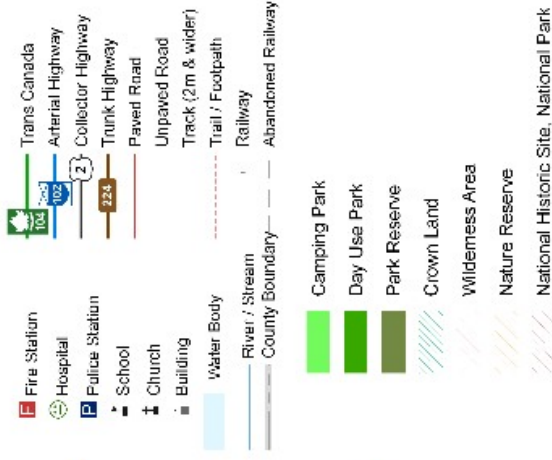 F Fire Station
Hospital
P Police Station
School
Church
Building
Water Body
River / Stream
County Boundary
104 Trans Canada
102 Arterial Highway
2 Collector Highway
224 Trunk Highway
Paved Road
Unpaved Road
Track (2m & wider)
Trail / Footpath
Railway
Abandoned Railway
Camping Park
Day Use Park
Park Reserve
Crown Land
Wilderness Area
Nature Reserve
National Historic Site, National Park